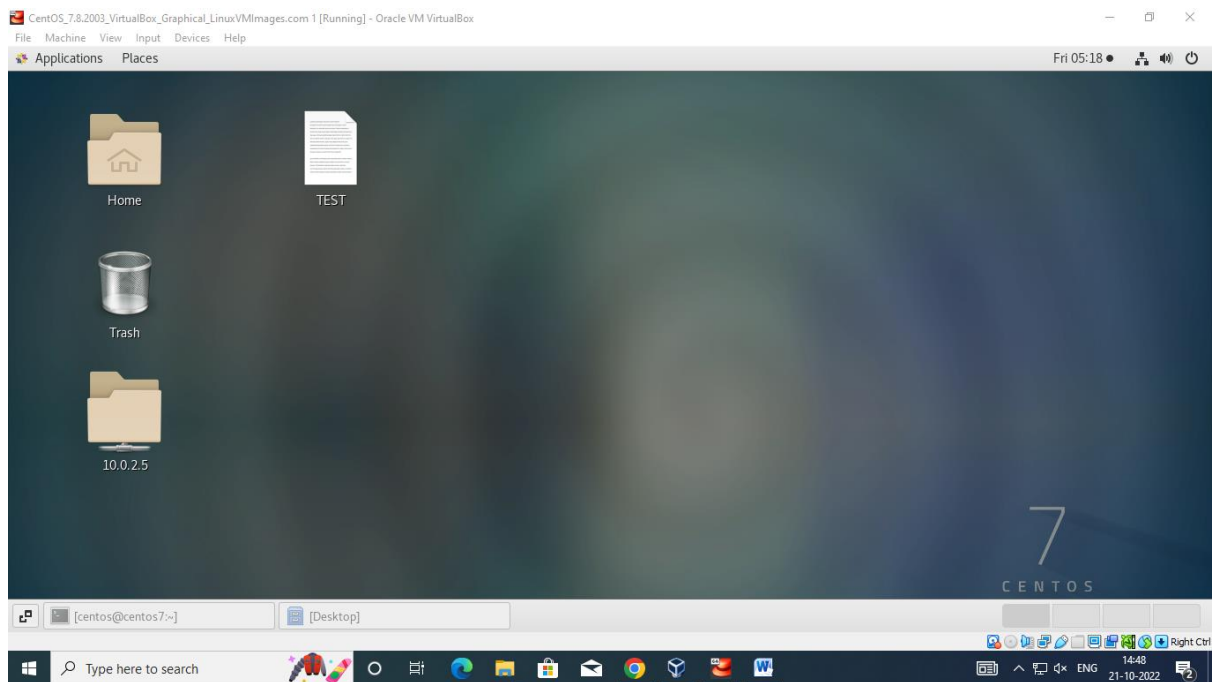 CentOS_7.8.2003_VirtualBox_Graphical_LinuxVMImages.com 1 [Running] - Oracle VM VirtualBox
File Machine View Input Devices Help
Applications Places Fri 05:18
Home TEST
Trash
10.0.2.5
7
CENTOS
[centos@centos7:~] [Desktop]
Right Ctrl
Type here to search W ENG 14:48
21-10-2022 2